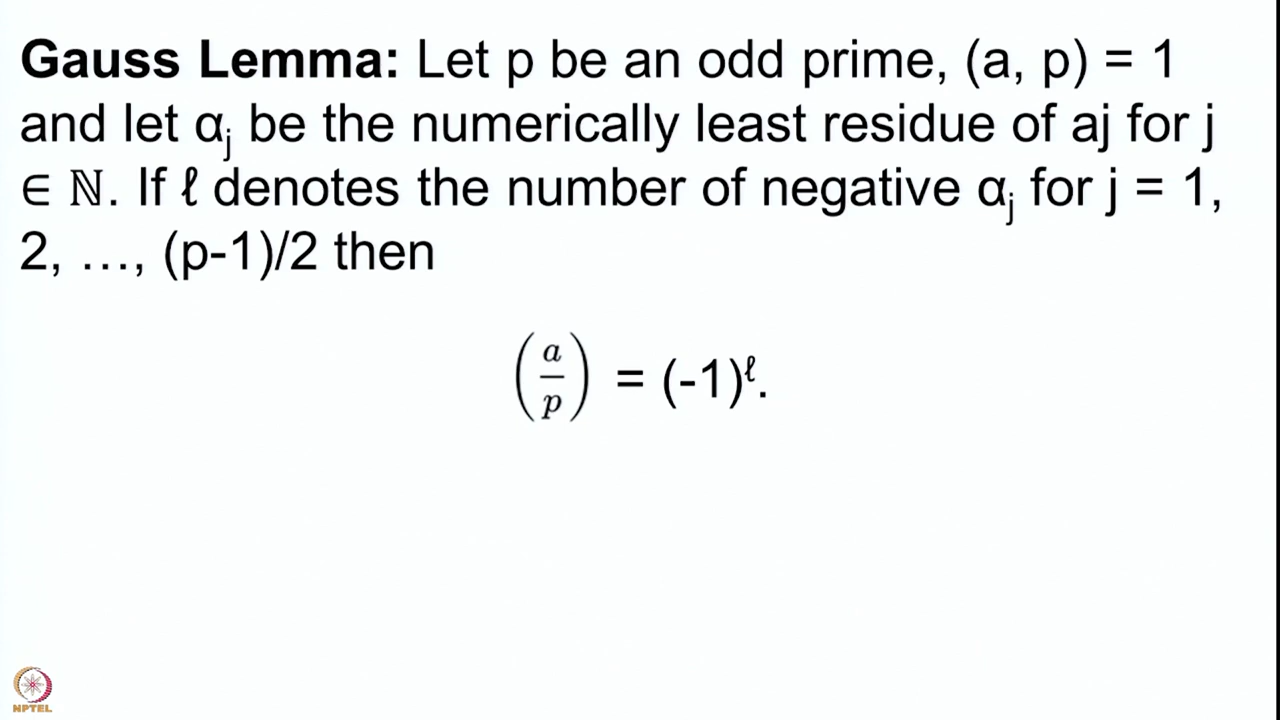 Gauss Lemma: Let p be an odd prime, (a, p) = 1
and let αⱼ be the numerically least residue of aj for j
∈ ℕ. If ℓ denotes the number of negative αⱼ for j = 1,
2, …, (p-1)/2 then
(a/p) = (-1)^ℓ.
NPTEL